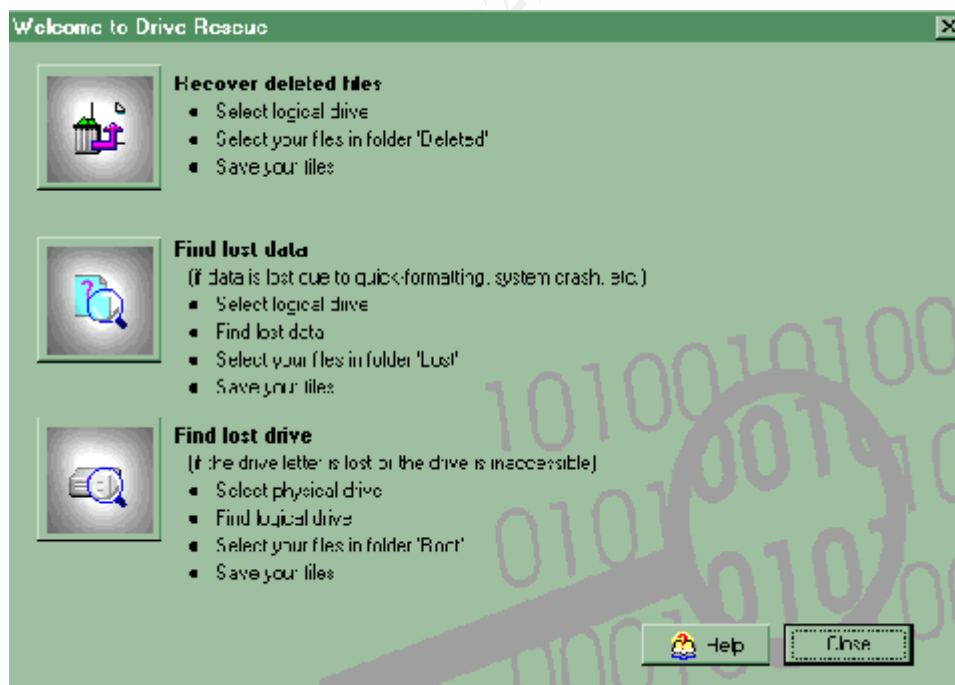 Welcome to Drive Rescue
Recover deleted files
• Select logical drive
• Select your files in folder 'Deleted'
• Save your files
Find lost data
(if data is lost due to quick-formatting, system crash, etc.)
• Select logical drive
• Find lost data
• Select your files in folder 'Lost'
• Save your files
Find lost drive
(if the drive letter is lost or the drive is inaccessible)
• Select physical drive
• Find logical drive
• Select your files in folder 'Root'
• Save your files
Help
Close